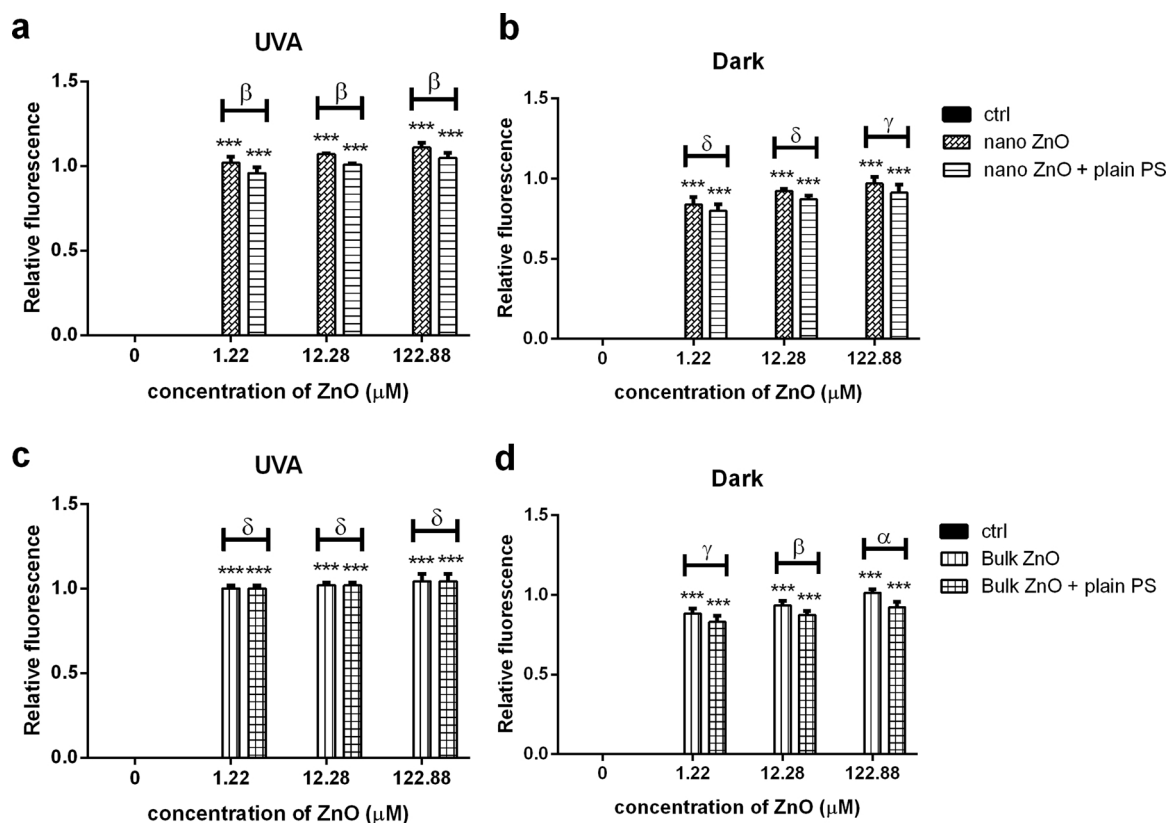 a
UVA
Relative fluorescence
1.5
1.0
0.5
0.0
β
β
β
*** *** *** *** *** ***
0 1.22 12.28 122.88
concentration of ZnO (μM)
b
Dark
Relative fluorescence
1.5
1.0
0.5
0.0
δ
δ
γ
*** *** *** *** *** ***
0 1.22 12.28 122.88
concentration of ZnO (μM)
ctrl
nano ZnO
nano ZnO + plain PS
c
UVA
Relative fluorescence
1.5
1.0
0.5
0.0
δ
δ
δ
*** *** *** *** *** ***
0 1.22 12.28 122.88
concentration of ZnO (μM)
d
Dark
Relative fluorescence
1.5
1.0
0.5
0.0
γ
β
α
*** *** *** *** *** ***
0 1.22 12.28 122.88
concentration of ZnO (μM)
ctrl
Bulk ZnO
Bulk ZnO + plain PS